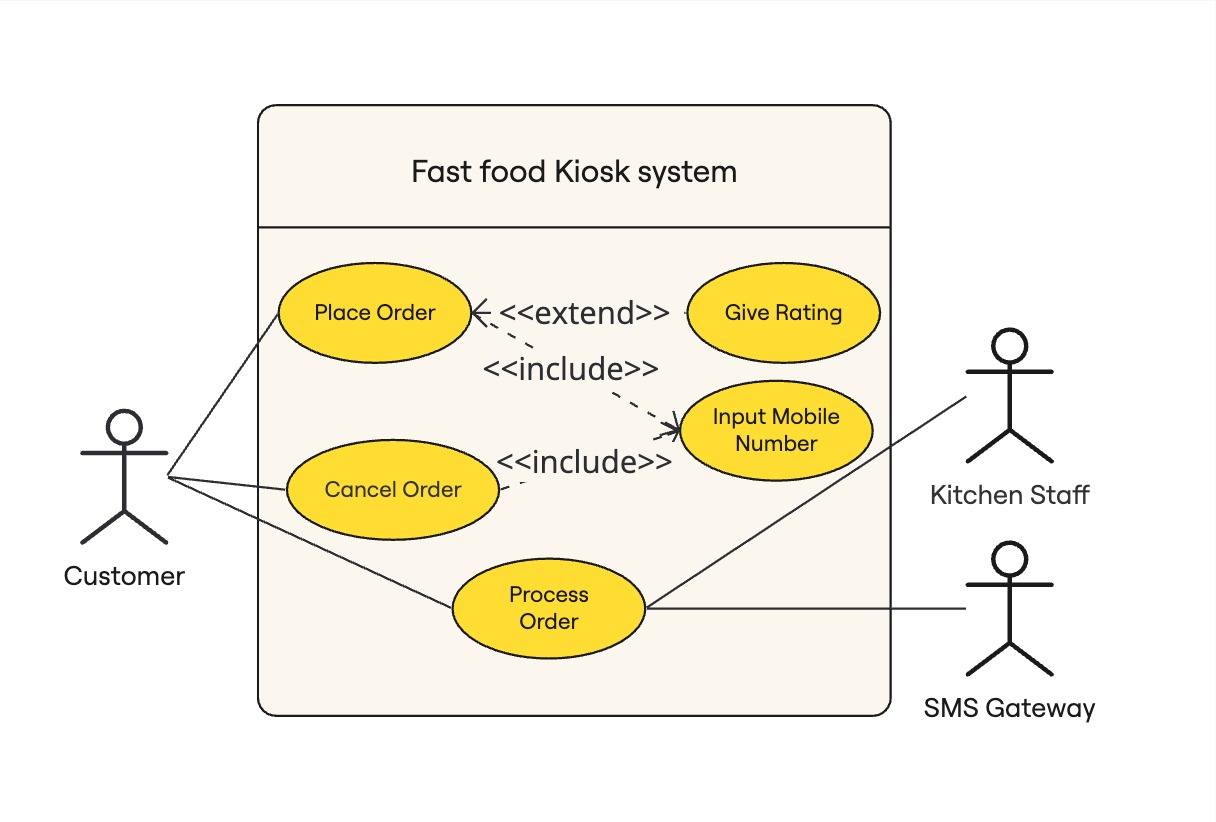 Fast food Kiosk system
Place Order
<<extend>>
Give Rating
<<include>>
Input Mobile
Number
<<include>>
Cancel Order
Process
Order
Customer
Kitchen Staff
SMS Gateway